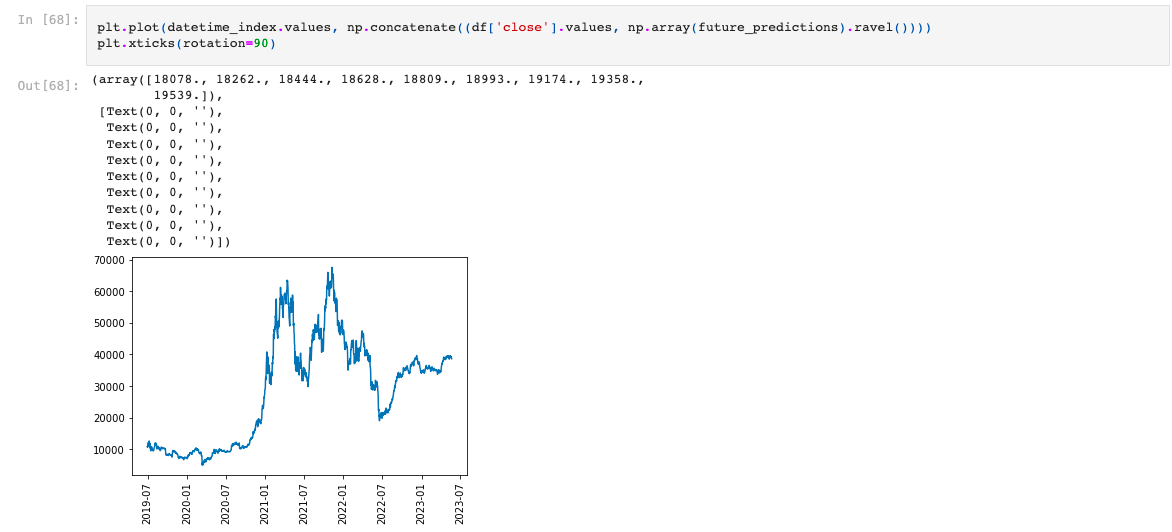 In [68]:
plt.plot(datetime_index.values, np.concatenate((df['close'].values, np.array(future_predictions).ravel())))
plt.xticks(rotation=90)
Out[68]:
(array([18078., 18262., 18444., 18628., 18809., 18993., 19174., 19358.,
19539.]),
[Text(0, 0, ''),
Text(0, 0, ''),
Text(0, 0, ''),
Text(0, 0, ''),
Text(0, 0, ''),
Text(0, 0, ''),
Text(0, 0, ''),
Text(0, 0, ''),
Text(0, 0, '')])
70000
60000
50000
40000
30000
20000
10000
2019-07
2020-01
2020-07
2021-01
2021-07
2022-01
2022-07
2023-01
2023-07